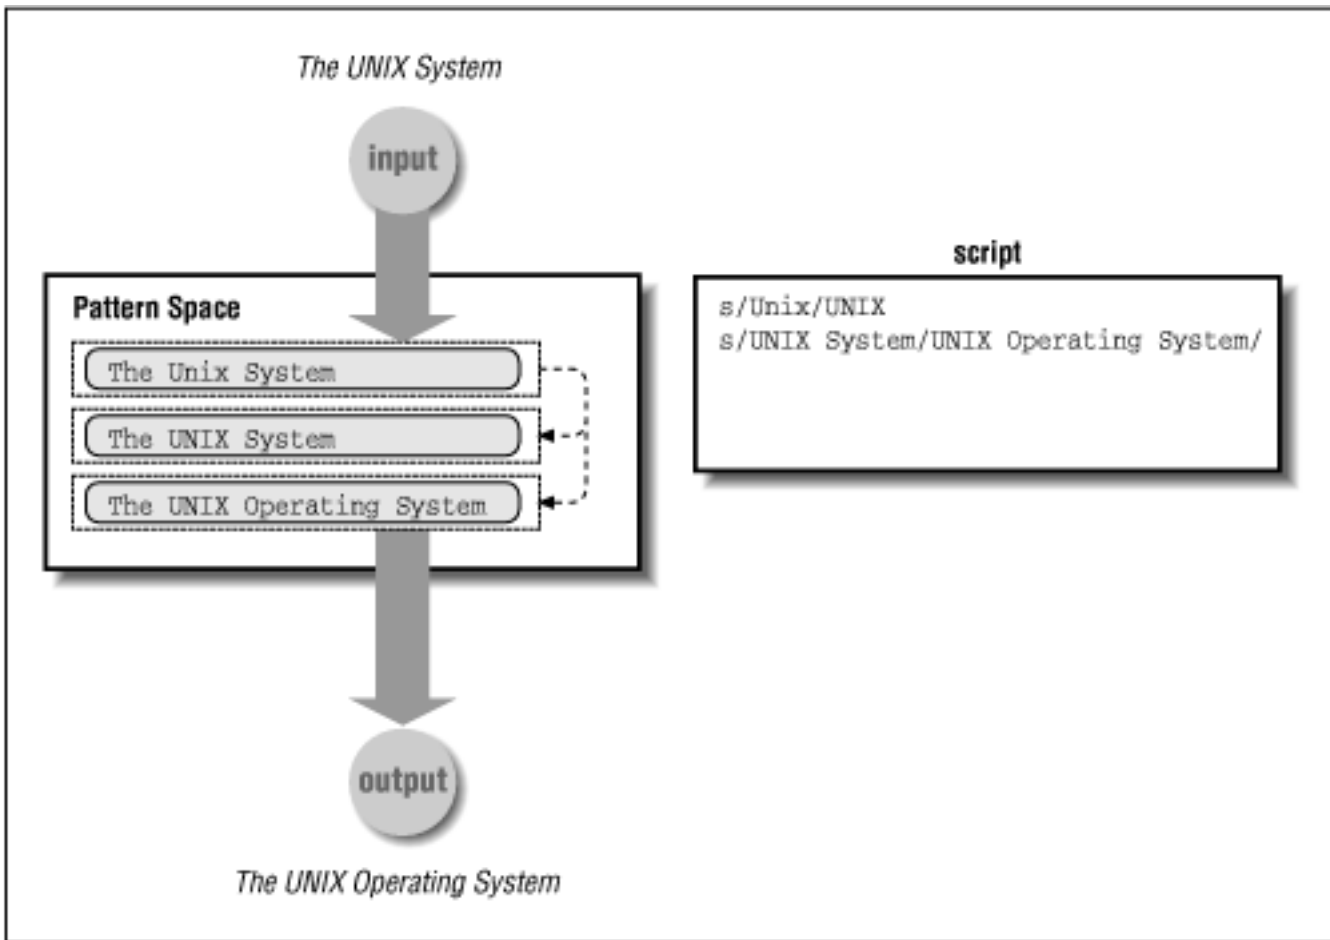 The UNIX System
input
script
Pattern Space
s/Unix/UNIX
s/UNIX System/UNIX Operating System/
The Unix System
The UNIX System
The UNIX Operating System
output
The UNIX Operating System